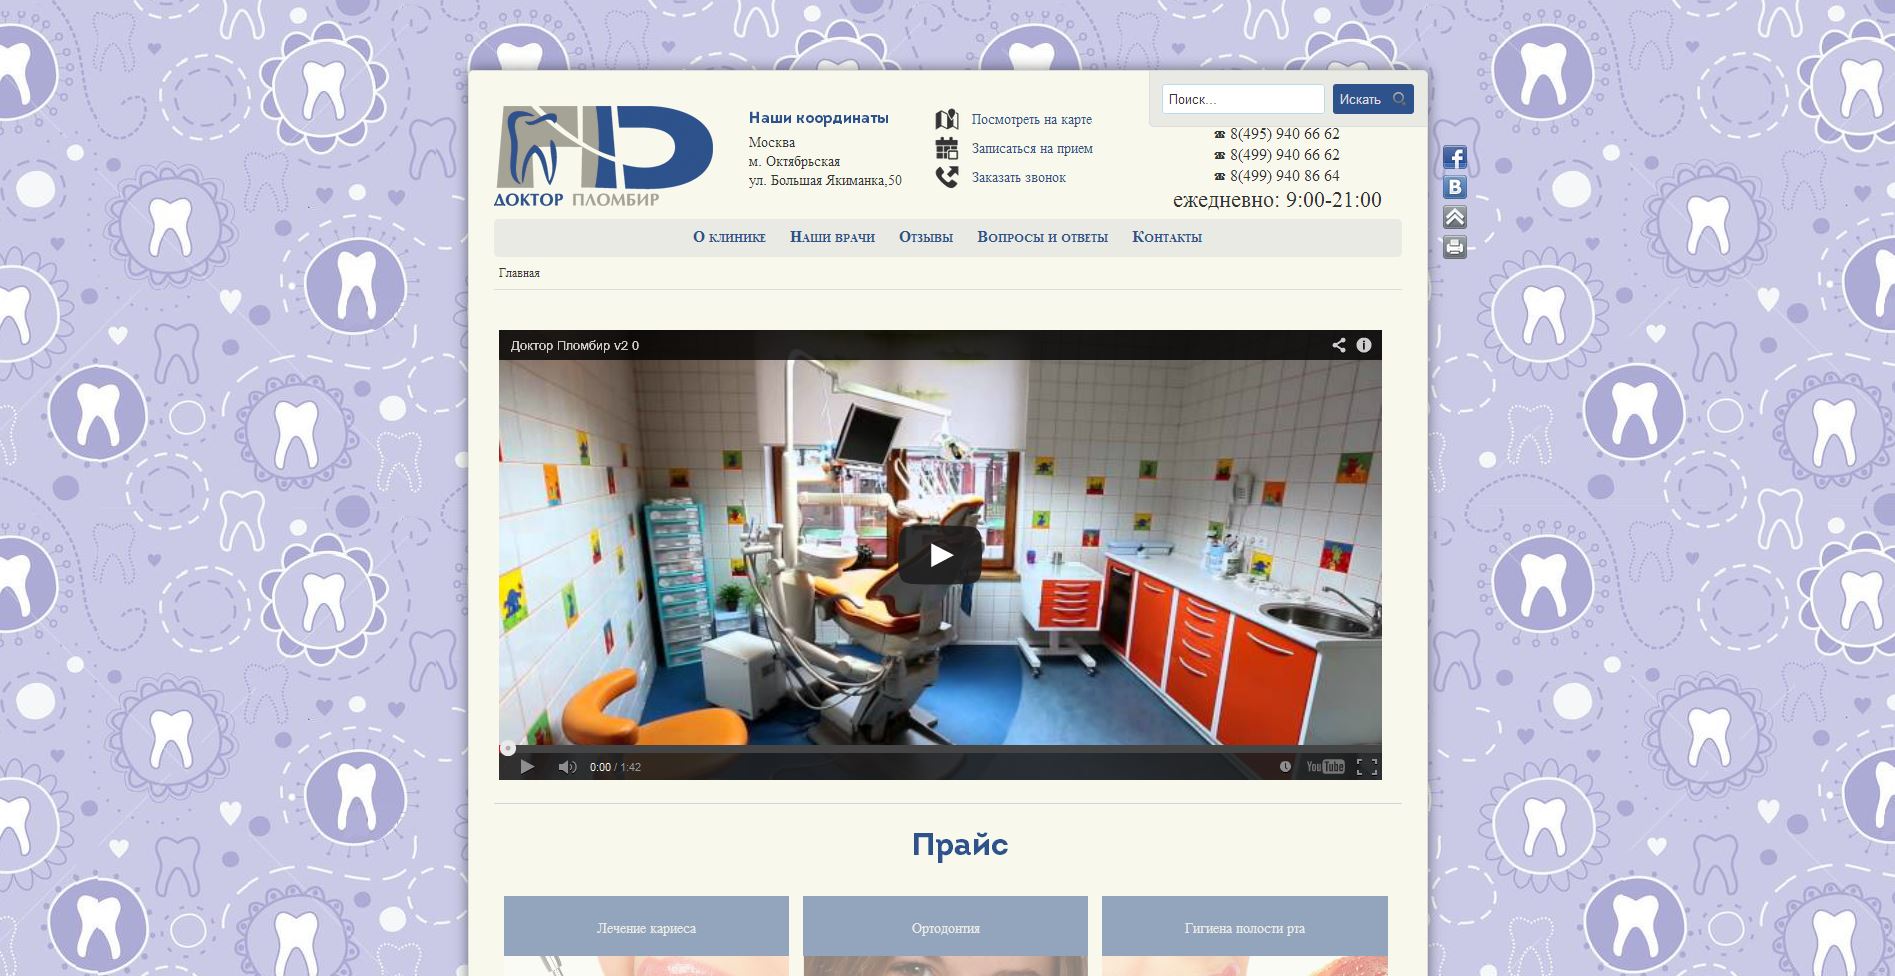 Поиск...
Искать
ДОКТОР ПЛОМБИР
Наши координаты
Москва
м. Октябрьская
ул. Большая Якиманка,50
Посмотреть на карте
Записаться на прием
Заказать звонок
8(495) 940 66 62
8(499) 940 66 62
8(499) 940 86 64
ежедневно: 9:00-21:00
О клинике Наши врачи Отзывы Вопросы и ответы Контакты
Главная
Доктор Пломбир v2 0
0:00 / 1:42
YouTube
Прайс
Лечение кариеса
Ортодонтия
Гигиена полости рта